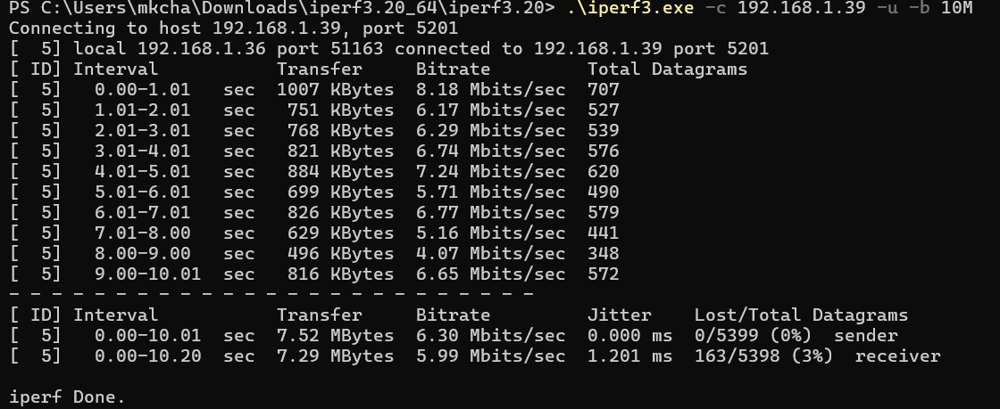 PS C:\Users\mkcha\Downloads\iperf3.20_64\iperf3.20> .\iperf3.exe -c 192.168.1.39 -u -b 10M
Connecting to host 192.168.1.39, port 5201
[  5] local 192.168.1.36 port 51163 connected to 192.168.1.39 port 5201
[ ID] Interval           Transfer     Bitrate         Total Datagrams
[  5]   0.00-1.01   sec  1007 KBytes  8.18 Mbits/sec  707
[  5]   1.01-2.01   sec   751 KBytes  6.17 Mbits/sec  527
[  5]   2.01-3.01   sec   768 KBytes  6.29 Mbits/sec  539
[  5]   3.01-4.01   sec   821 KBytes  6.74 Mbits/sec  576
[  5]   4.01-5.01   sec   884 KBytes  7.24 Mbits/sec  620
[  5]   5.01-6.01   sec   699 KBytes  5.71 Mbits/sec  490
[  5]   6.01-7.01   sec   826 KBytes  6.77 Mbits/sec  579
[  5]   7.01-8.00   sec   629 KBytes  5.16 Mbits/sec  441
[  5]   8.00-9.00   sec   496 KBytes  4.07 Mbits/sec  348
[  5]   9.00-10.01  sec   816 KBytes  6.65 Mbits/sec  572
- - - - - - - - - - - - - - - - - - - - - - - - -
[ ID] Interval           Transfer     Bitrate         Jitter    Lost/Total Datagrams
[  5]   0.00-10.01  sec  7.52 MBytes  6.30 Mbits/sec  0.000 ms  0/5399 (0%)  sender
[  5]   0.00-10.20  sec  7.29 MBytes  5.99 Mbits/sec  1.201 ms  163/5398 (3%)  receiver
iperf Done.